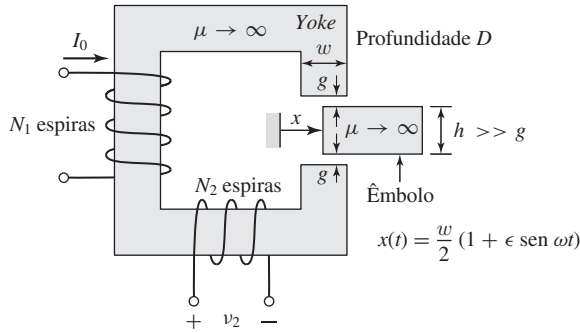 Yoke
μ → ∞
Profundidade D
I₀
w
g
N₁ espiras
x
μ → ∞
h >> g
g
N₂ espiras
Êmbolo
x(t) = w/2 (1 + ϵ sen ωt)
+ v₂ −